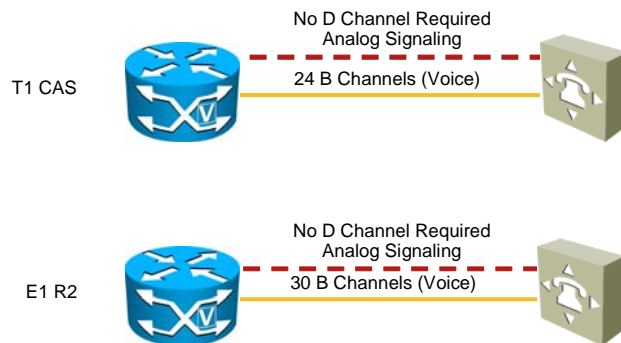 No D Channel Required
Analog Signaling
T1 CAS
24 B Channels (Voice)
V
No D Channel Required
Analog Signaling
E1 R2
30 B Channels (Voice)
V